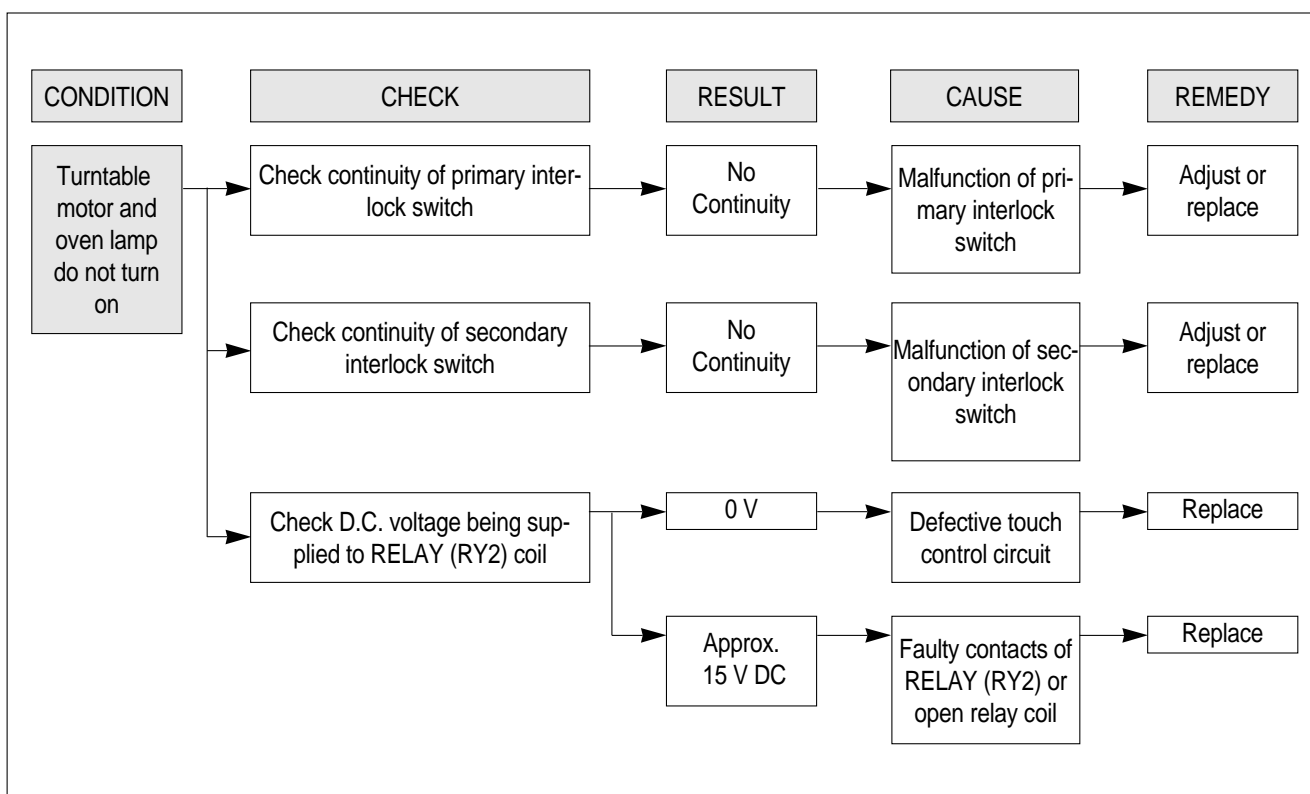 CONDITION
CHECK
RESULT
CAUSE
REMEDY
Turntable
motor and
oven lamp
do not turn
on
Check continuity of primary inter-
lock switch
No
Continuity
Malfunction of pri-
mary interlock
switch
Adjust or
replace
Check continuity of secondary
interlock switch
No
Continuity
Malfunction of sec-
ondary interlock
switch
Adjust or
replace
Check D.C. voltage being sup-
plied to RELAY (RY2) coil
0 V
Defective touch
control circuit
Replace
Approx.
15 V DC
Faulty contacts of
RELAY (RY2) or
open relay coil
Replace